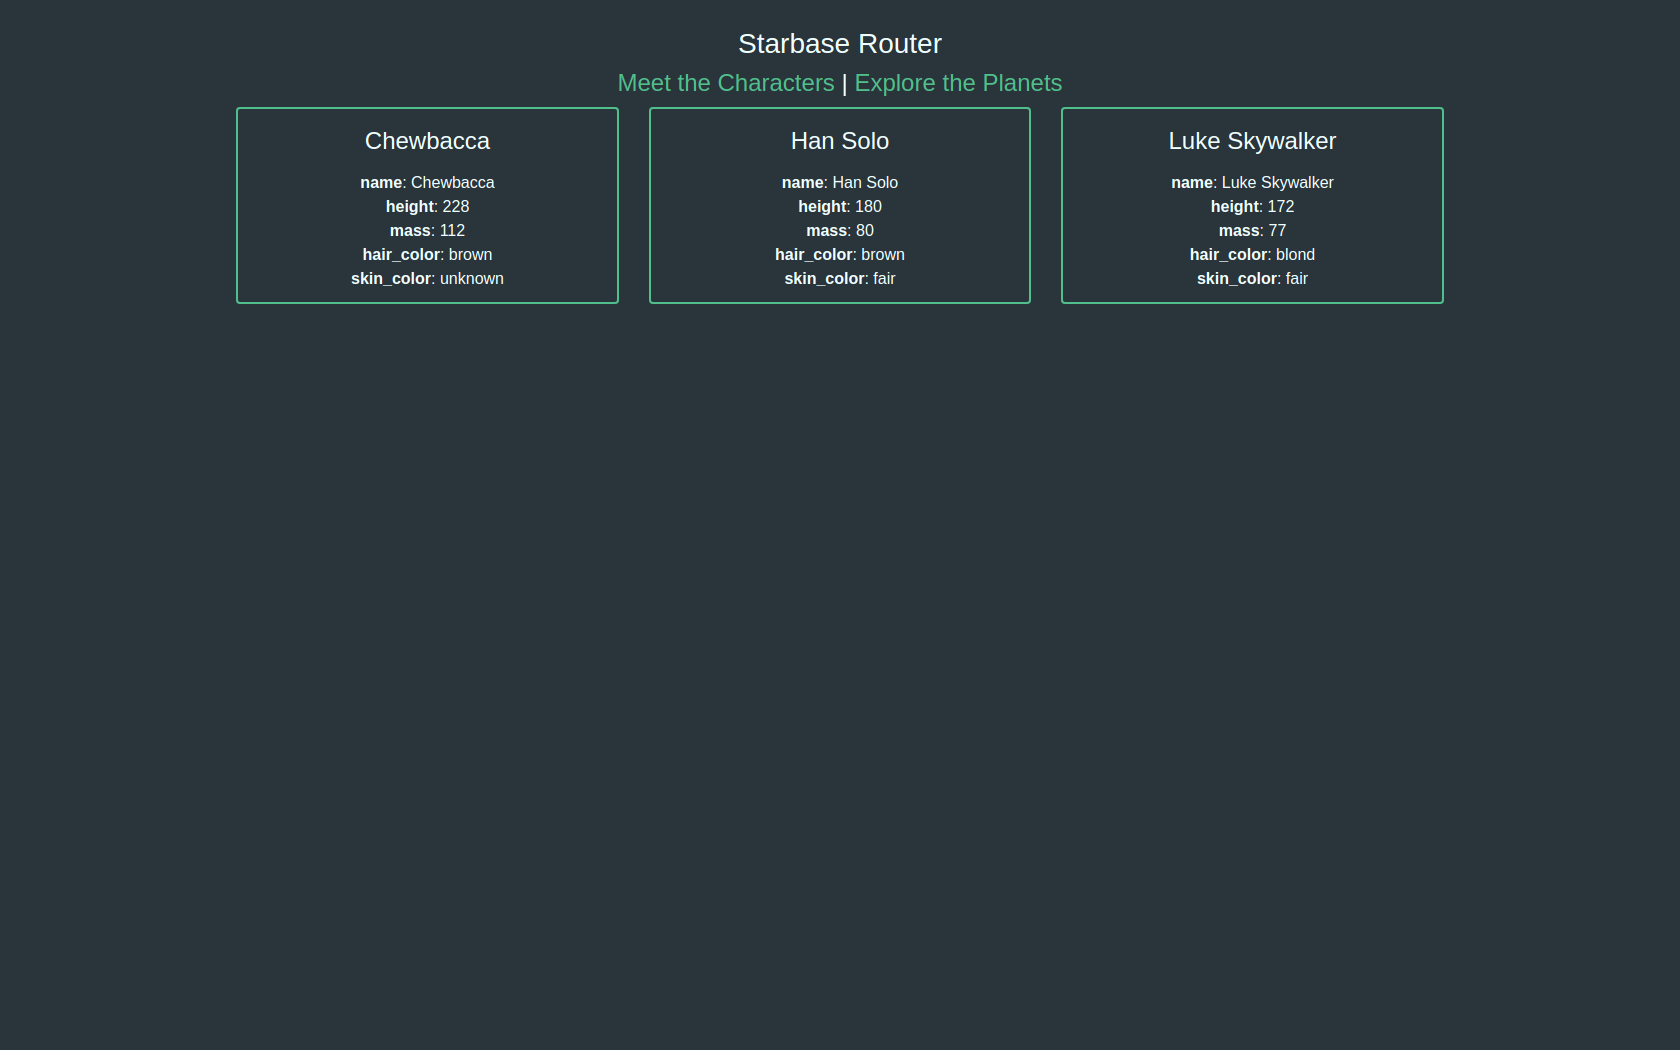 Starbase Router
Meet the Characters | Explore the Planets
Chewbacca
name: Chewbacca
height: 228
mass: 112
hair_color: brown
skin_color: unknown
Han Solo
name: Han Solo
height: 180
mass: 80
hair_color: brown
skin_color: fair
Luke Skywalker
name: Luke Skywalker
height: 172
mass: 77
hair_color: blond
skin_color: fair